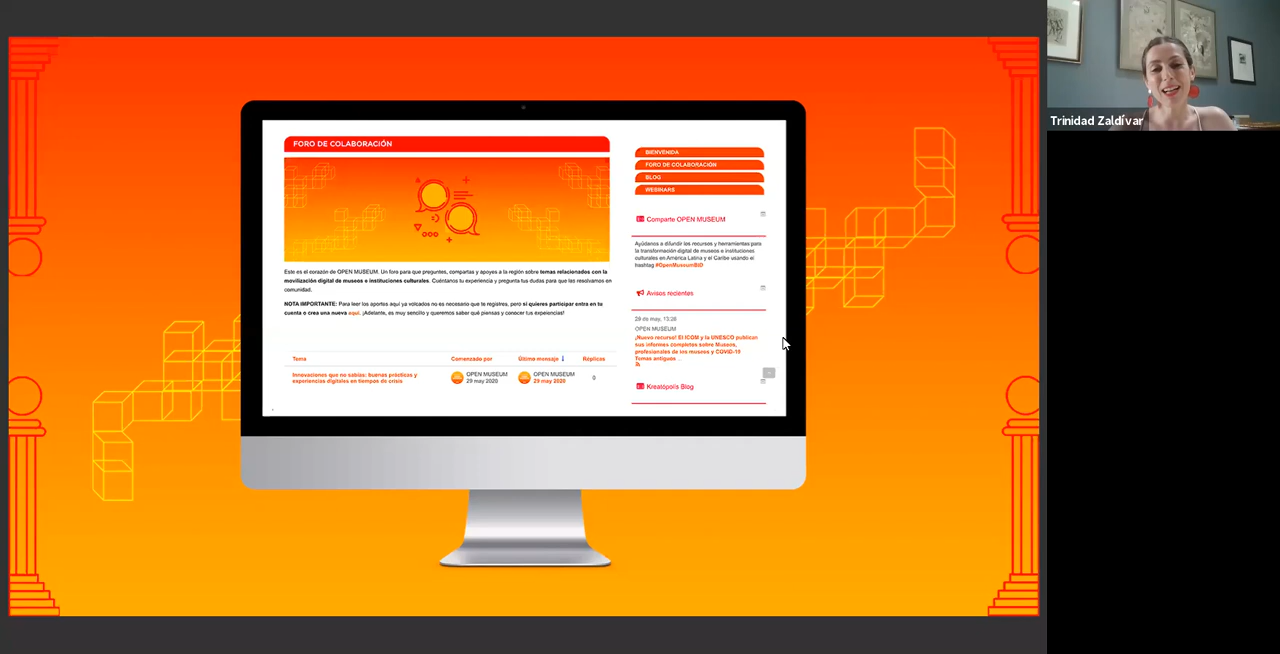 Trinidad Zaldívar
FORO DE COLABORACIÓN
Este es el corazón de OPEN MUSEUM. Un foro para que preguntes, compartas y apoyes a la región sobre temas relacionados con la
movilización digital de museos e instituciones culturales. Cuéntanos tu experiencia y pregunta tus dudas para que las resolvamos en
comunidad.
NOTA IMPORTANTE: Para leer los aportes aquí ya volcados no es necesario que te registres, pero si quieres participar entra en tu
cuenta o crea una nueva aquí. ¡Adelante, es muy sencillo y queremos saber qué piensas y conocer tus expeiencias!
Tema Comenzado por Último mensaje Réplicas
Innovaciones que no sabías: buenas prácticas y
experiencias digitales en tiempos de crisis
OPEN MUSEUM
29 may 2020
OPEN MUSEUM
29 may 2020
0
BIENVENIDA
FORO DE COLABORACIÓN
BLOG
WEBINARS
Comparte OPEN MUSEUM
Ayúdanos a difundir los recursos y herramientas para
la transformación digital de museos e instituciones
culturales en América Latina y el Caribe usando el
hashtag #OpenMuseumBID
Avisos recientes
29 de may, 13:28
OPEN MUSEUM
¡Nuevo recurso! El ICOM y la UNESCO publican
sus informes completos sobre Museos,
profesionales de los museos y COVID-19
Temas antiguos ...
Kreatópolis Blog